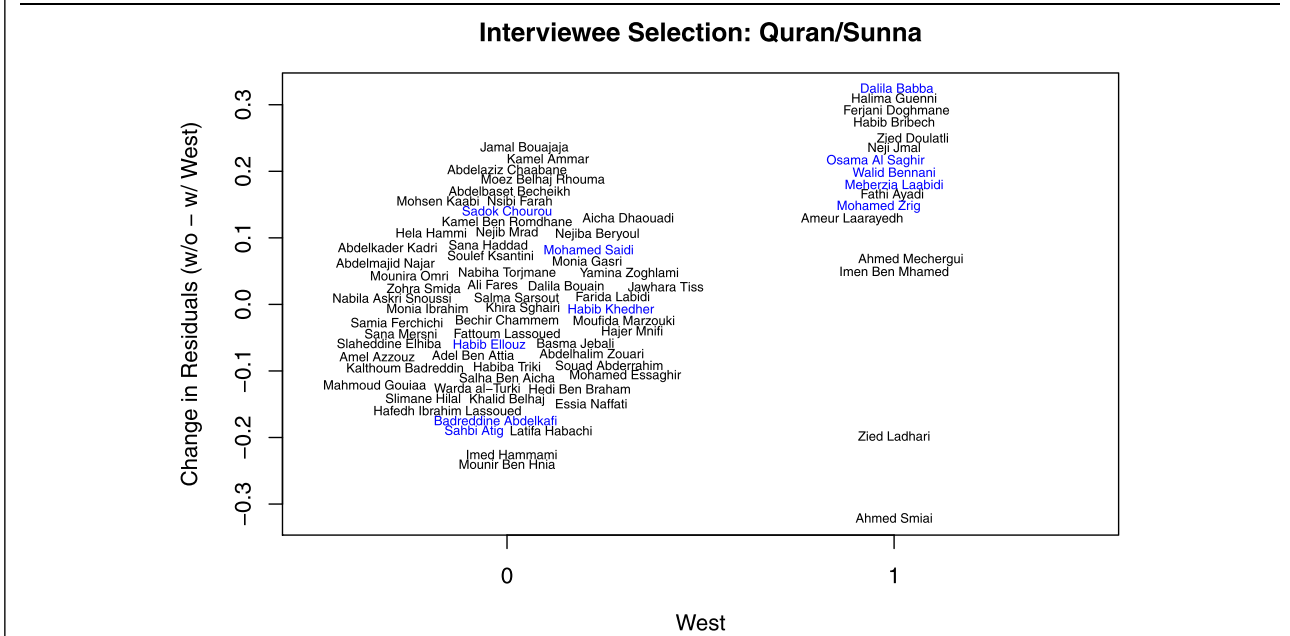 Interviewee Selection: Quran/Sunna
Change in Residuals (w/o − w/ West)
0.3
0.2
0.1
0.0
−0.1
−0.2
−0.3
Jamal Bouajaja
Kamel Ammar
Abdelaziz Chaabane
Moez Belhaj Rhouma
Abdelbaset Becheikh
Mohsen Kaabi Nsibi Farah
Sadok Chourou
Kamel Ben Romdhane Aicha Dhaouadi
Hela Hammi Nejib Mrad Nejiba Beryoul
Abdelkader Kadri Sana Haddad Mohamed Saidi
Soulef Ksantini
Abdelmajid Najar Monia Gasri
Mounira Omri Nabiha Torjmane Yamina Zoghlami
Zohra Smida Ali Fares Dalila Bouain Jawhara Tiss
Nabila Askri Snoussi Salma Sarsout Farida Labidi
Monia Ibrahim Khira Sghairi Habib Khedher
Samia Ferchichi Bechir Chammem Moufida Marzouki
Sana Mersni Fattoum Lassoued Hajer Mnifi
Slaheddine Elhiba Habib Ellouz Basma Jebali
Amel Azzouz Adel Ben Attia Abdelhalim Zouari
Kalthoum Badreddin Habiba Triki Souad Abderrahim
Salha Ben Aicha Mohamed Essaghir
Mahmoud Gouiaa Warda al−Turki Hedi Ben Braham
Slimane Hilal Khalid Belhaj
Hafedh Ibrahim Lassoued Essia Naffati
Badreddine Abdelkafi
Sahbi Atig Latifa Habachi
Imed Hammami
Mounir Ben Hnia
Dalila Babba
Halima Guenni
Ferjani Doghmane
Habib Bribech
Zied Doulatli
Neji Jmal
Osama Al Saghir
Walid Bennani
Meherzia Laabidi
Fathi Ayadi
Mohamed Zrig
Ameur Laarayedh
Ahmed Mechergui
Imen Ben Mhamed
Zied Ladhari
Ahmed Smiai
0
1
West